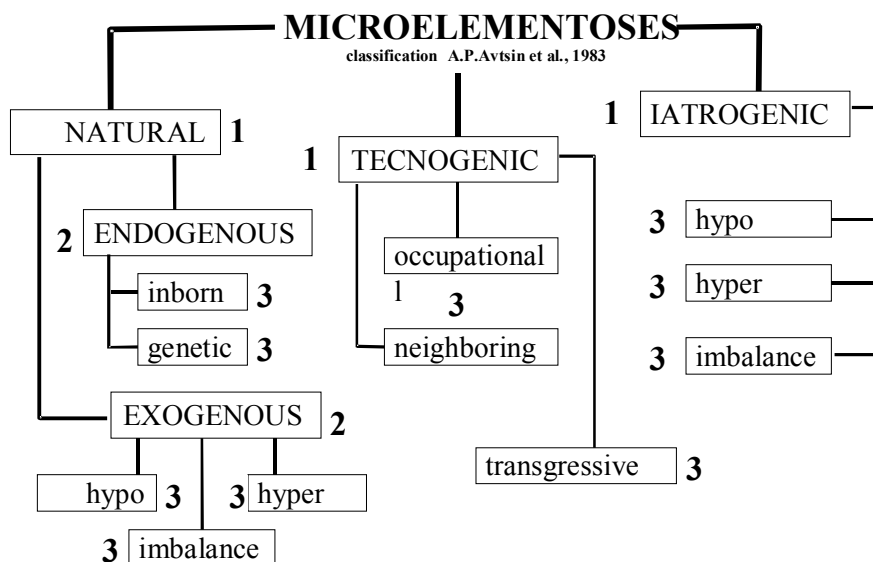 MICROELEMENTOSES
classification A.P.Avtsin et al., 1983
NATURAL 1
1 TECNOGENIC
1 IATROGENIC
2 ENDOGENOUS
inborn 3
genetic 3
EXOGENOUS 2
hypo 3
3 hyper
3 imbalance
occupational
l
3
neighboring
transgressive 3
3 hypo
3 hyper
3 imbalance